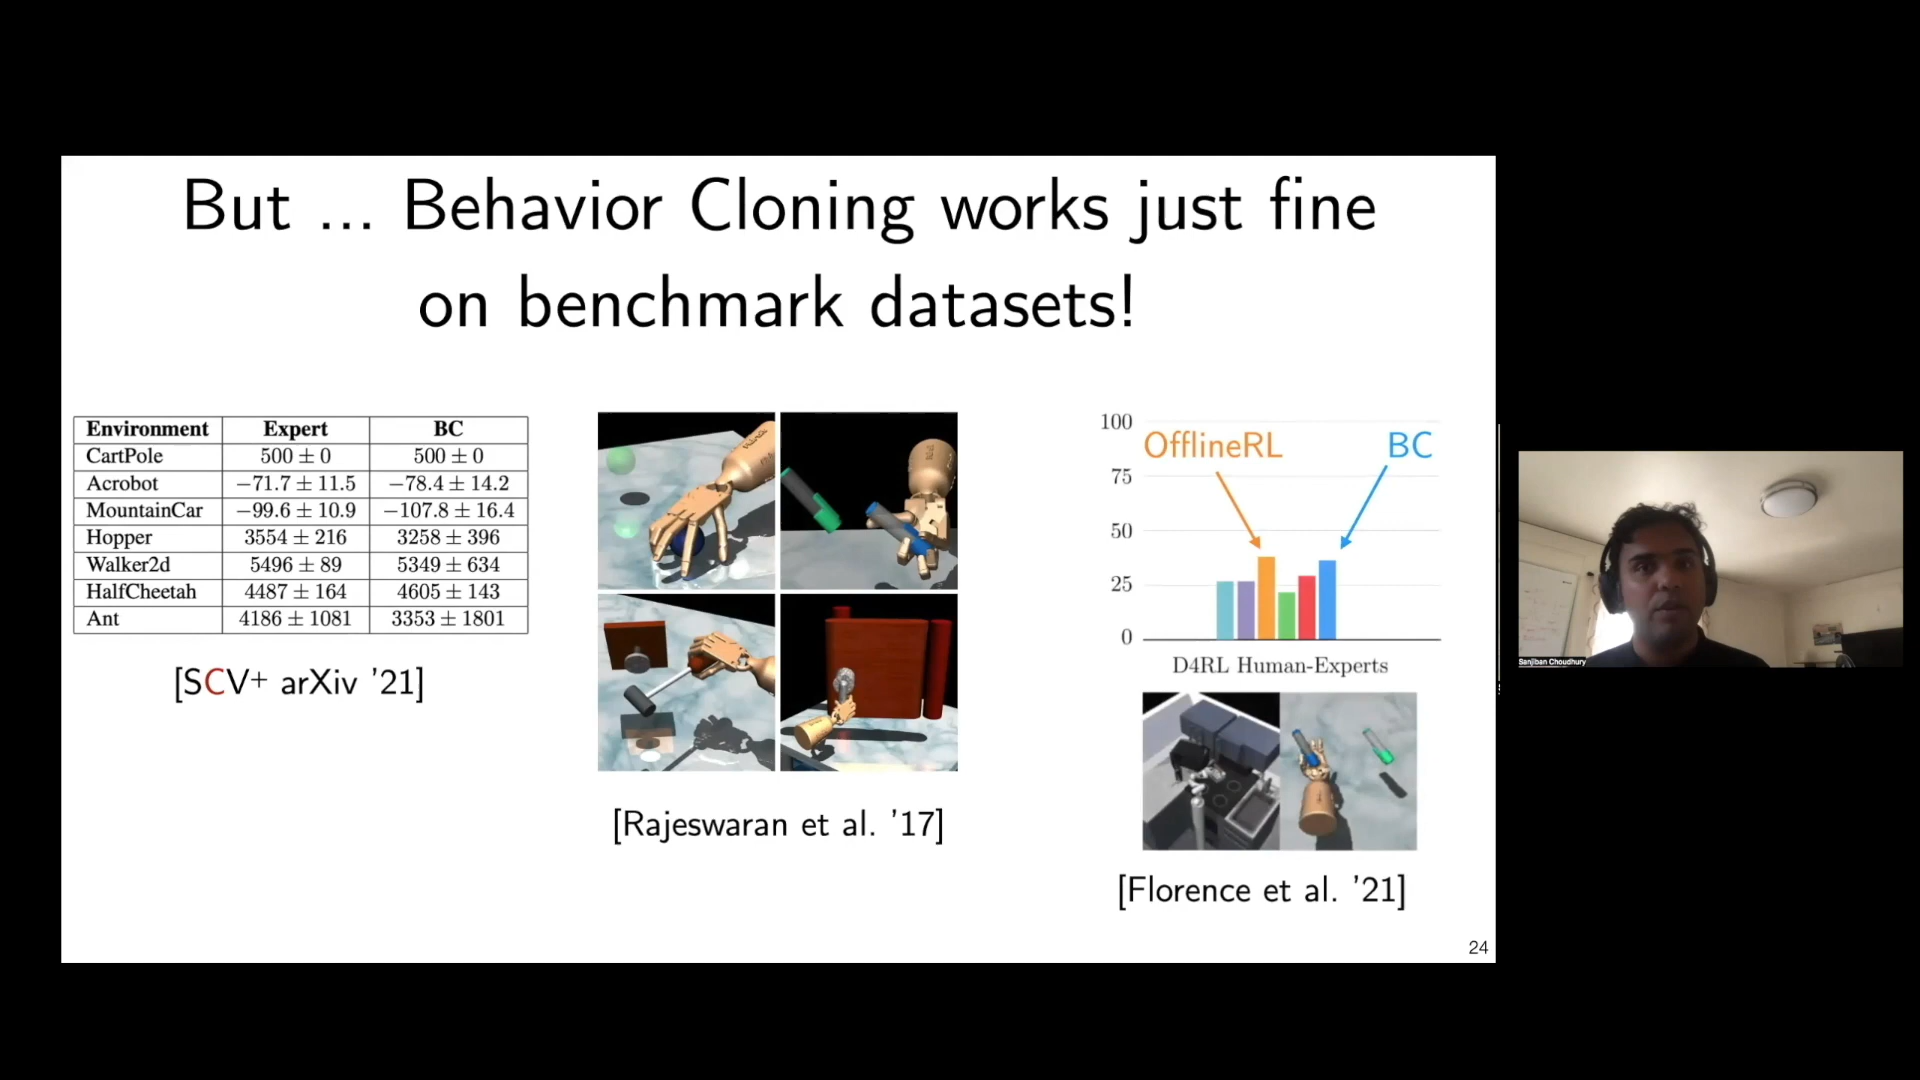 But ... Behavior Cloning works just fine
on benchmark datasets!
Environment Expert BC
CartPole 500 ± 0 500 ± 0
Acrobot −71.7 ± 11.5 −78.4 ± 14.2
MountainCar −99.6 ± 10.9 −107.8 ± 16.4
Hopper 3554 ± 216 3258 ± 396
Walker2d 5496 ± 89 5349 ± 634
HalfCheetah 4487 ± 164 4605 ± 143
Ant 4186 ± 1081 3353 ± 1801
[SCV+ arXiv '21]
[Rajeswaran et al. '17]
100
OfflineRL BC
75
50
25
0
D4RL Human-Experts
[Florence et al. '21]
24
Sanjiban Choudhury